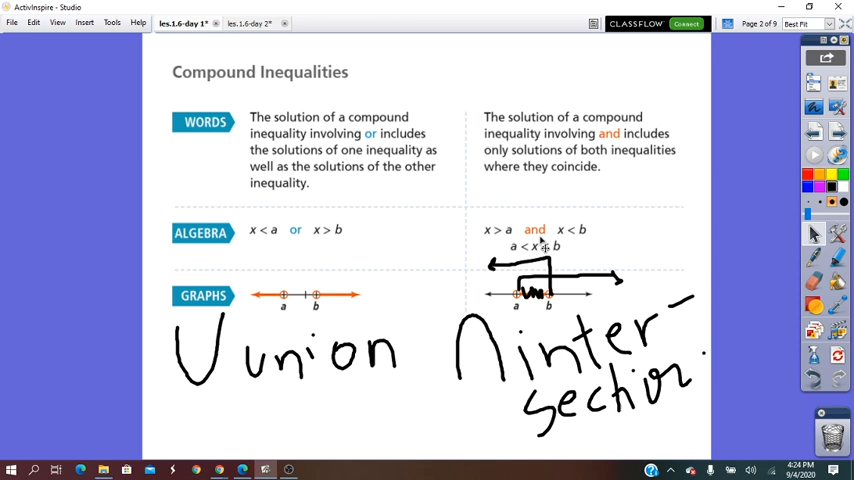 ActivInspire - Studio
File Edit View Insert Tools Help
les.1.6-day 1*
les.1.6-day 2*
CLASSFLOW Connect
Page 2 of 9
Best Fit
Compound Inequalities
WORDS
The solution of a compound
inequality involving or includes
the solutions of one inequality as
well as the solutions of the other
inequality.
The solution of a compound
inequality involving and includes
only solutions of both inequalities
where they coincide.
ALGEBRA
x < a or x > b
x > a and x < b
a < x < b
GRAPHS
a b
a b
U union
∩ inter-
section
4:24 PM
9/4/2020